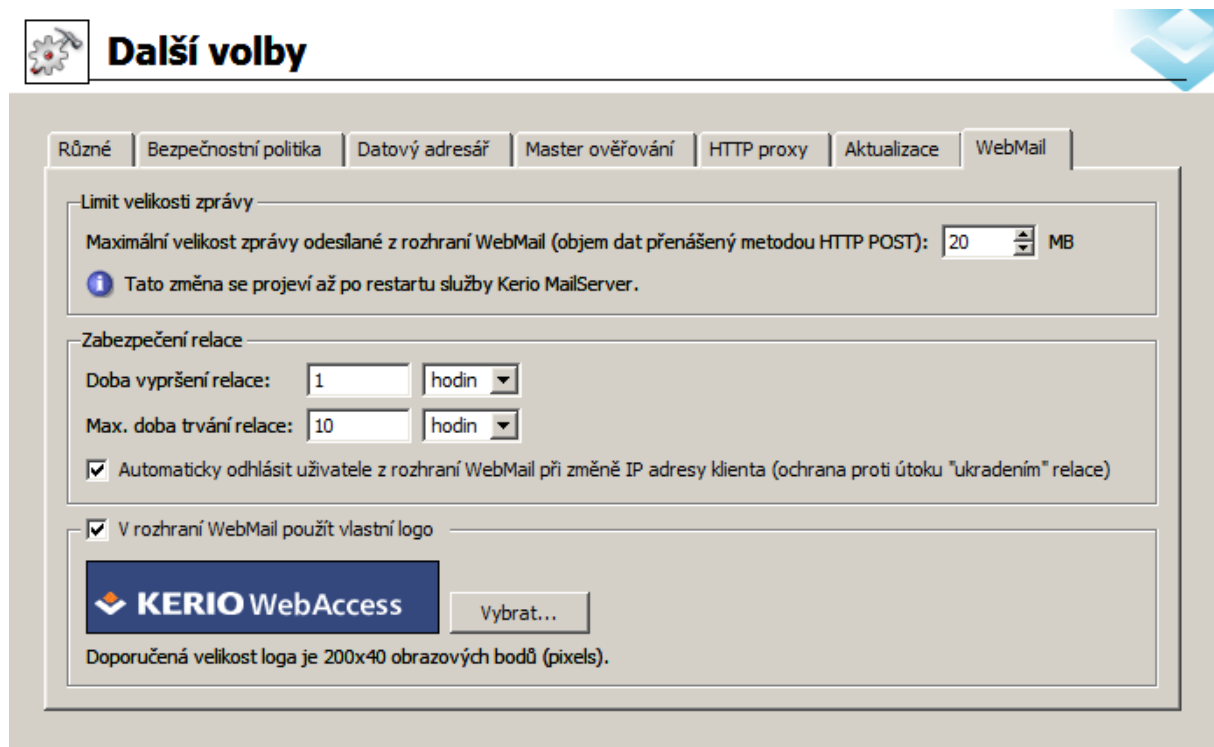 Další volby
Různé Bezpečnostní politika Datový adresář Master ověřování HTTP proxy Aktualizace WebMail
Limit velikosti zprávy
Maximální velikost zprávy odesílané z rozhraní WebMail (objem dat přenášený metodou HTTP POST): 20 MB
Tato změna se projeví až po restartu služby Kerio MailServer.
Zabezpečení relace
Doba vypršení relace: 1 hodin
Max. doba trvání relace: 10 hodin
Automaticky odhlásit uživatele z rozhraní WebMail při změně IP adresy klienta (ochrana proti útoku "ukradením" relace)
V rozhraní WebMail použít vlastní logo
KERIO WebAccess
Vybrat...
Doporučená velikost loga je 200x40 obrazových bodů (pixels).